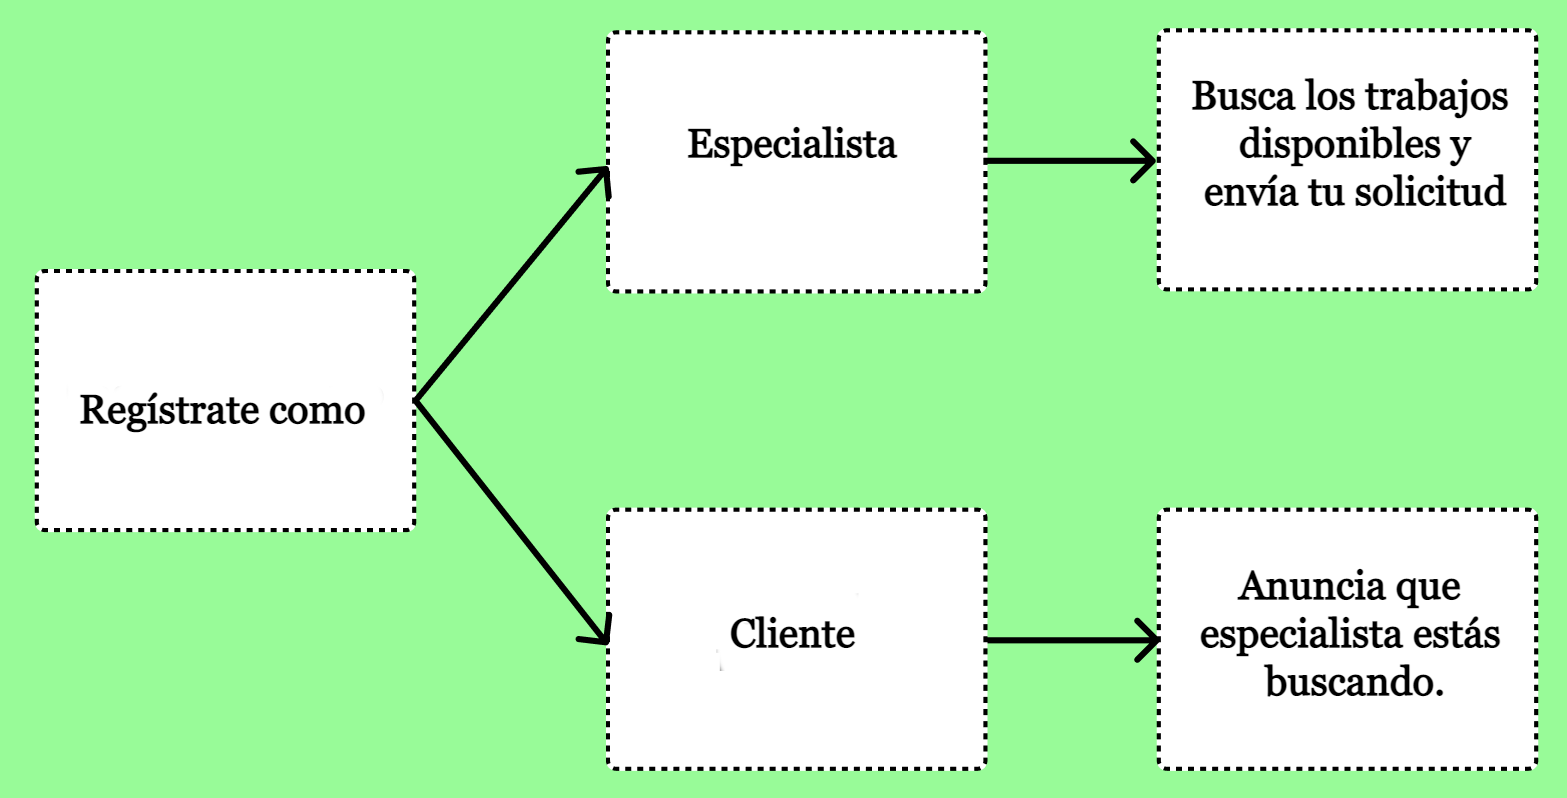 Regístrate como
Especialista
Busca los trabajos
disponibles y
envía tu solicitud
Cliente
Anuncia que
especialista estás
buscando.